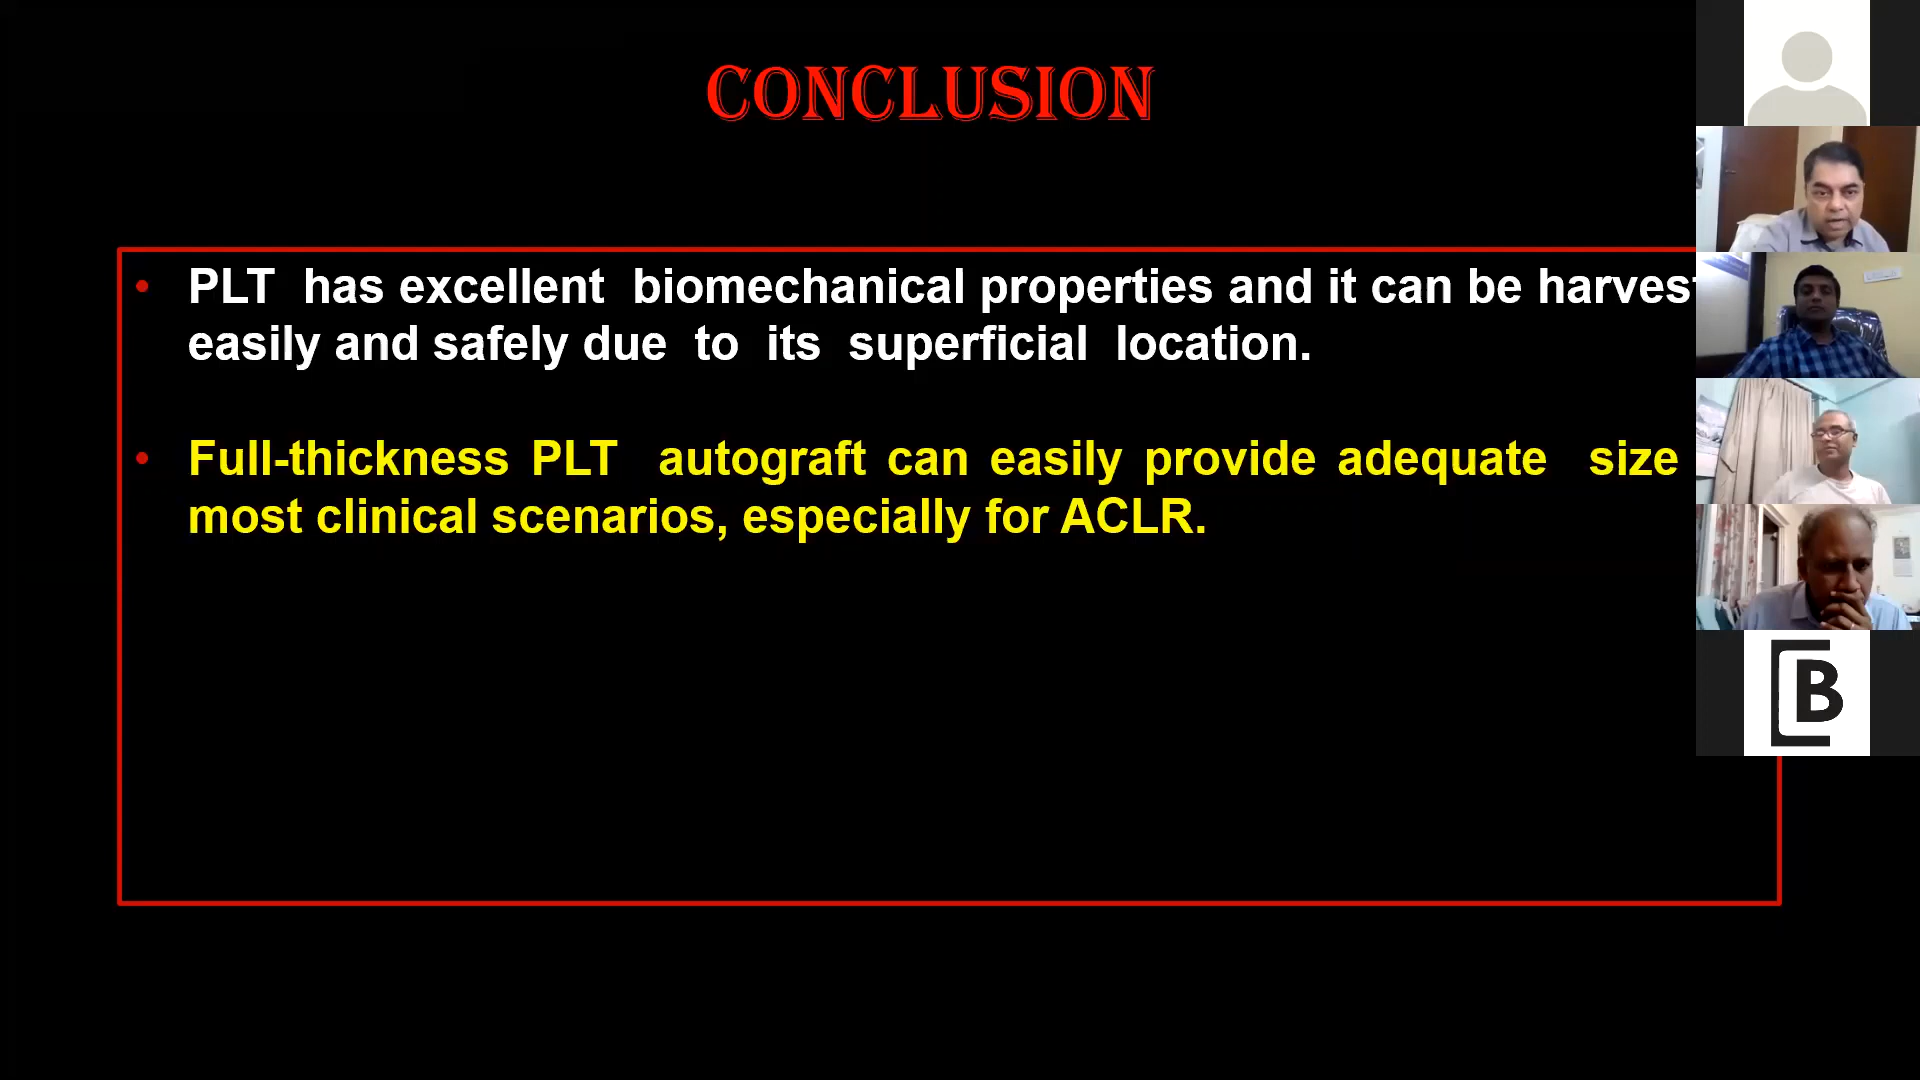 CONCLUSION
• PLT has excellent biomechanical properties and it can be harvest
easily and safely due to its superficial location.
• Full-thickness PLT autograft can easily provide adequate size
most clinical scenarios, especially for ACLR.
B